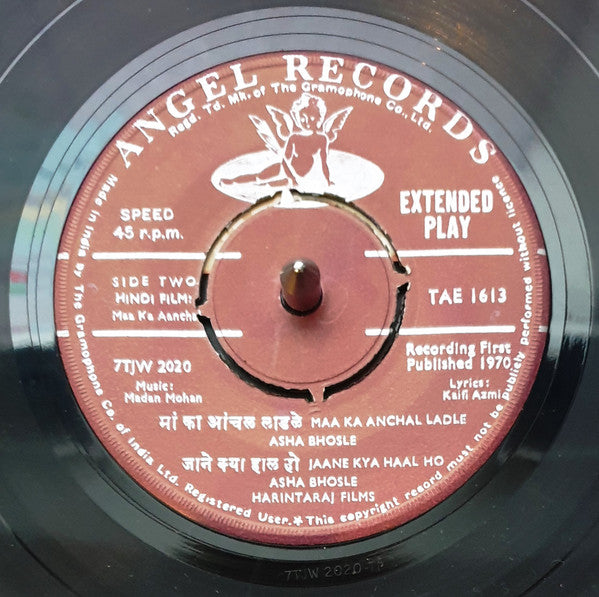 ANGEL RECORDS
Regd. Td. Mk. of The Gramophone Co., Ltd.
SPEED
45 r.p.m.
EXTENDED
PLAY
SIDE TWO
HINDI FILM:
Maa Ka Aancha
TAE 1613
7TJW 2020
Music:
Madan Mohan
Recording First
Published 1970
Lyrics:
Kaifi Azmi
मां का आंचल लाडले MAA KA ANCHAL LADLE
ASHA BHOSLE
जाने क्या हाल हो JAANE KYA HAAL HO
ASHA BHOSLE
HARINTARAJ FILMS
Made in India by The Gramophone Co. of India Ltd. Registered User.* This copyright record must not be publicly performed without licence
7TJW 2020-